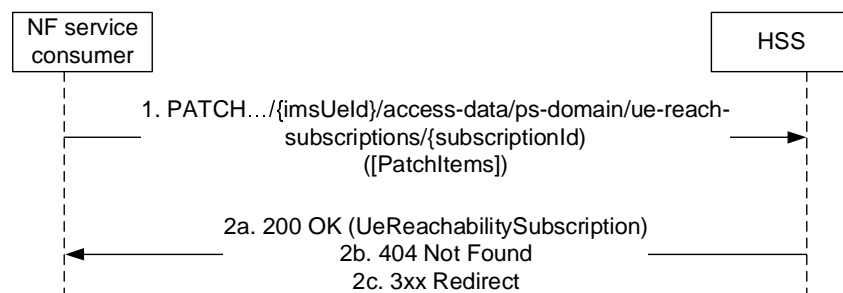 NF service
consumer
HSS
1. PATCH…/{imsUeId}/access-data/ps-domain/ue-reach-
subscriptions/{subscriptionId)
([PatchItems])
2a. 200 OK (UeReachabilitySubscription)
2b. 404 Not Found
2c. 3xx Redirect